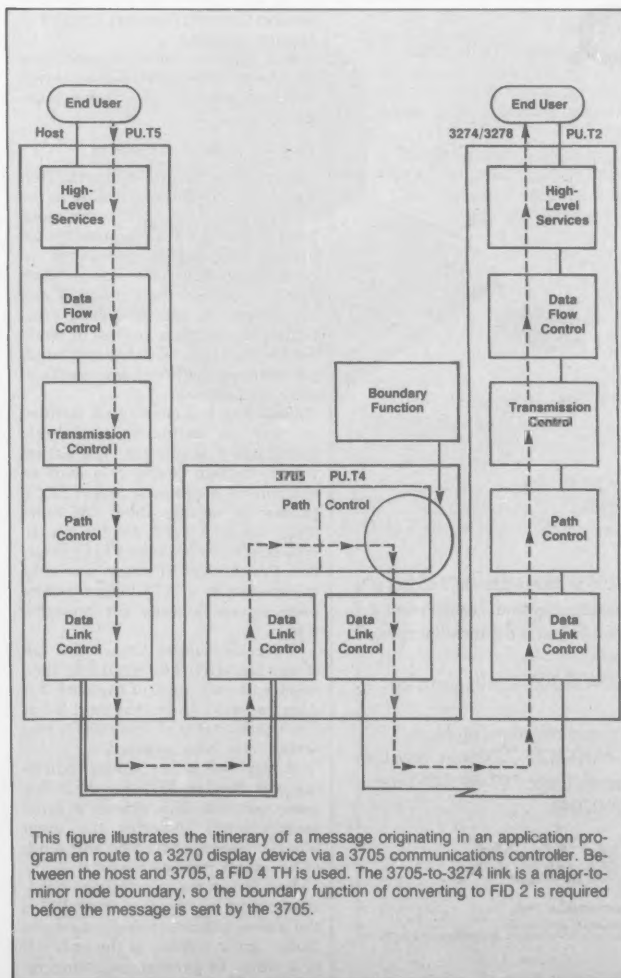 End User
Host
PU.T5
High-
Level
Services
Data
Flow
Control
Transmission
Control
Path
Control
Data
Link
Control
Boundary
Function
3705 PU.T4
Path Control
Data
Link
Control
Data
Link
Control
End User
3274/3278
PU.T2
High-
Level
Services
Data
Flow
Control
Transmission
Control
Path
Control
Data
Link
Control
This figure illustrates the itinerary of a message originating in an application pro-
gram en route to a 3270 display device via a 3705 communications controller. Be-
tween the host and 3705, a FID 4 TH is used. The 3705-to-3274 link is a major-to-
minor node boundary, so the boundary function of converting to FID 2 is required
before the message is sent by the 3705.